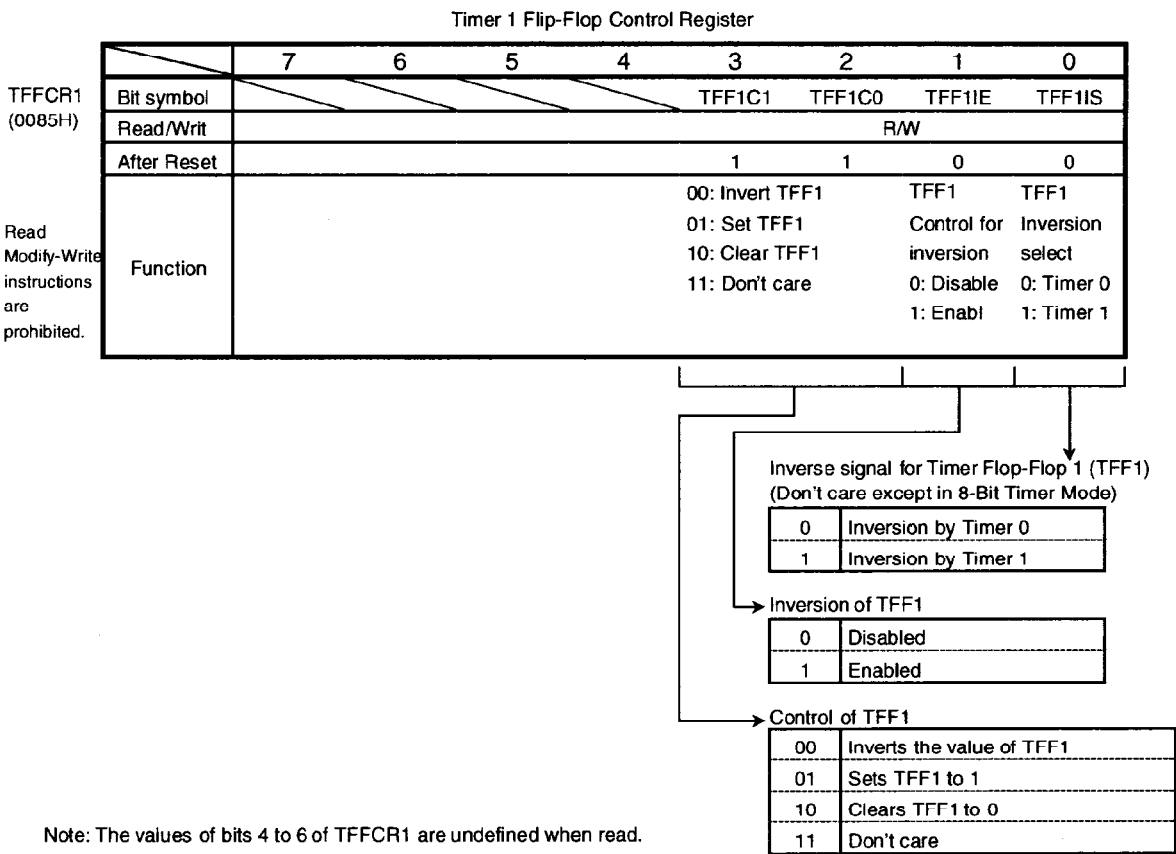 Timer 1 Flip-Flop Control Register
7 6 5 4 3 2 1 0
TFFCR1
(0085H)
Bit symbol TFF1C1 TFF1C0 TFF1IE TFF1IS
Read/Writ R/W
After Reset 1 1 0 0
Read
Modify-Write
instructions
are
prohibited.
Function
00: Invert TFF1
01: Set TFF1
10: Clear TFF1
11: Don't care
TFF1
Control for
inversion
0: Disable
1: Enabl
TFF1
Inversion
select
0: Timer 0
1: Timer 1
Inverse signal for Timer Flop-Flop 1 (TFF1)
(Don't care except in 8-Bit Timer Mode)
0 Inversion by Timer 0
1 Inversion by Timer 1
Inversion of TFF1
0 Disabled
1 Enabled
Control of TFF1
00 Inverts the value of TFF1
01 Sets TFF1 to 1
10 Clears TFF1 to 0
11 Don't care
Note: The values of bits 4 to 6 of TFFCR1 are undefined when read.